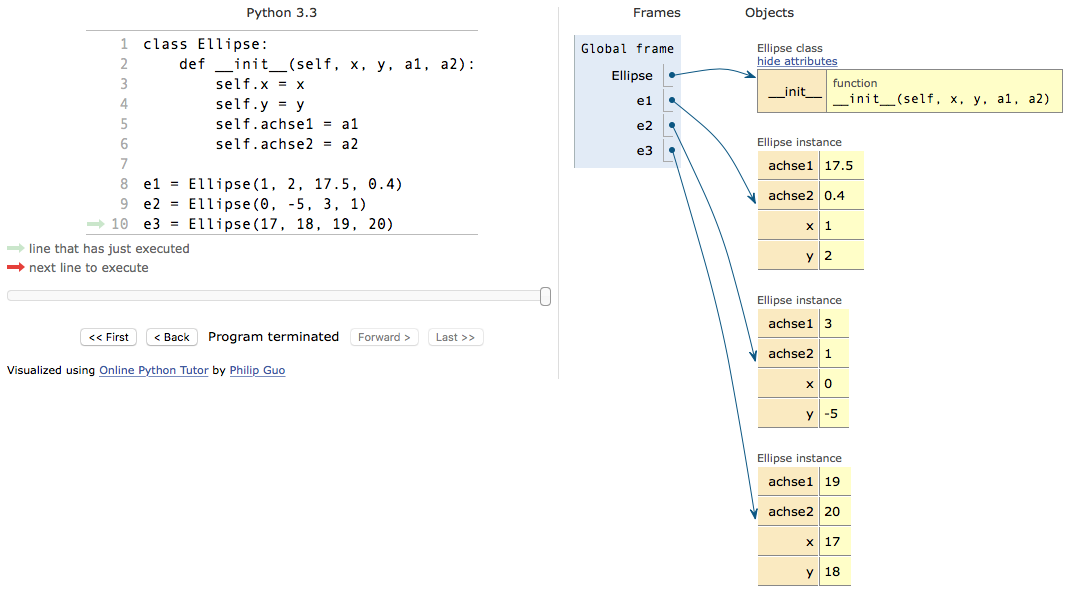 Python 3.3
1 class Ellipse:
2     def __init__(self, x, y, a1, a2):
3         self.x = x
4         self.y = y
5         self.achse1 = a1
6         self.achse2 = a2
7
8 e1 = Ellipse(1, 2, 17.5, 0.4)
9 e2 = Ellipse(0, -5, 3, 1)
10 e3 = Ellipse(17, 18, 19, 20)
line that has just executed
next line to execute
<< First < Back Program terminated Forward > Last >>
Visualized using Online Python Tutor by Philip Guo
Frames Objects
Global frame
Ellipse
e1
e2
e3
Ellipse class
hide attributes
__init__
function
__init__(self, x, y, a1, a2)
Ellipse instance
achse1 17.5
achse2 0.4
x 1
y 2
Ellipse instance
achse1 3
achse2 1
x 0
y -5
Ellipse instance
achse1 19
achse2 20
x 17
y 18